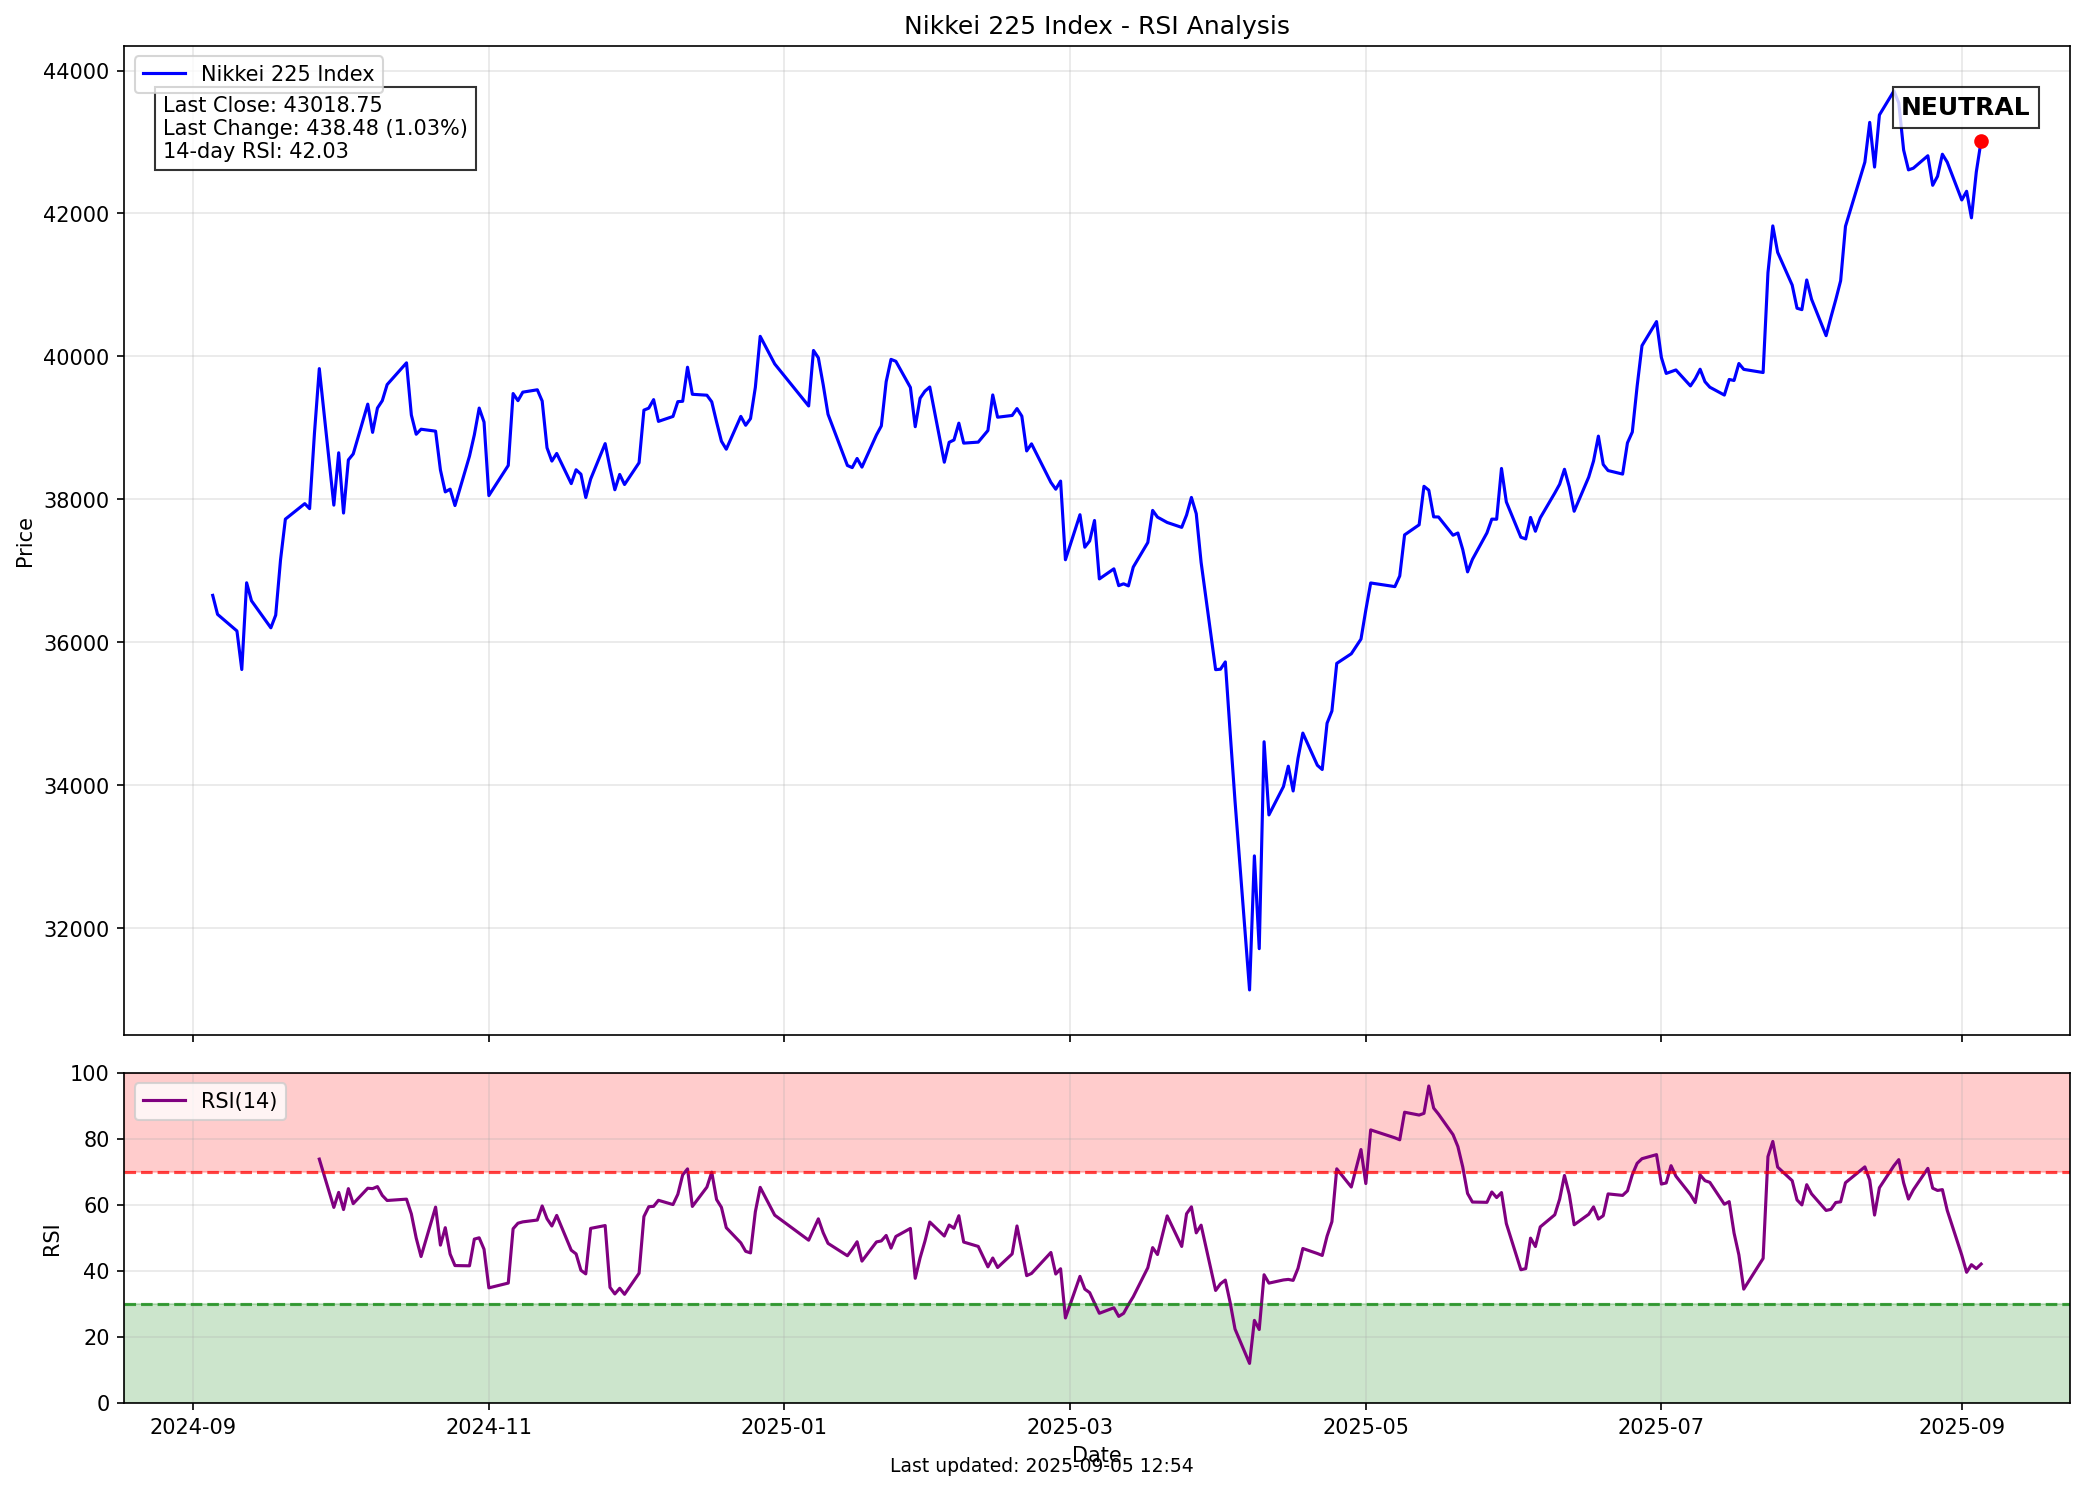 Nikkei 225 Index - RSI Analysis
Nikkei 225 Index
Last Close: 43018.75
Last Change: 438.48 (1.03%)
14-day RSI: 42.03
NEUTRAL
Price
44000
42000
40000
38000
36000
34000
32000
RSI(14)
RSI
100
80
60
40
20
0
2024-09
2024-11
2025-01
2025-03
2025-05
2025-07
2025-09
Date
Last updated: 2025-09-05 12:54